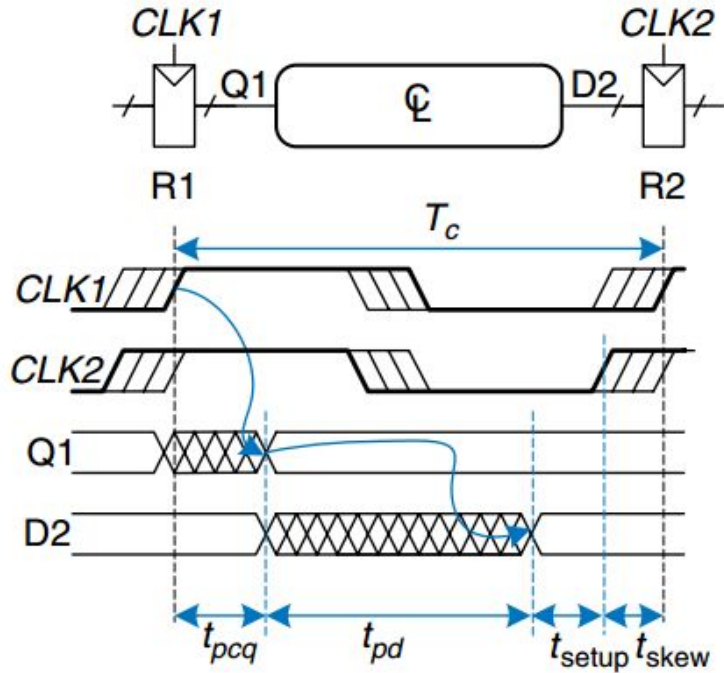 CLK1 CLK2
Q1 CL D2
R1 R2
Tc
CLK1
CLK2
Q1
D2
tpcq tpd tsetup tskew